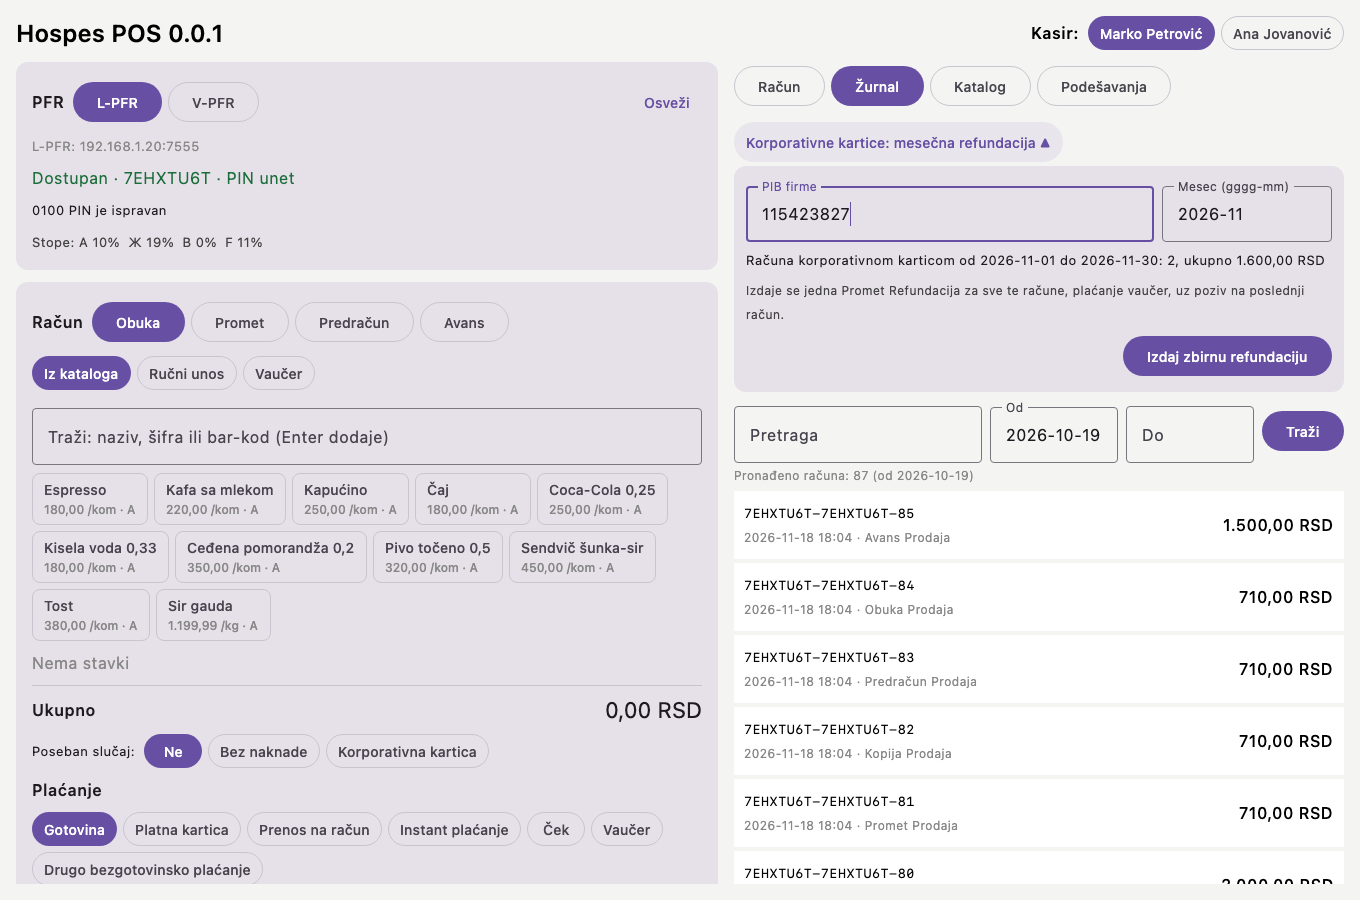 Hospes POS 0.0.1
Kasir: Marko Petrović Ana Jovanović
PFR L-PFR V-PFR Osveži
L-PFR: 192.168.1.20:7555
Dostupan · 7EHXTU6T · PIN unet
0100 PIN je ispravan
Stope: A 10% Ж 19% B 0% F 11%
Račun Obuka Promet Predračun Avans
Iz kataloga Ručni unos Vaučer
Traži: naziv, šifra ili bar-kod (Enter dodaje)
Espresso Kafa sa mlekom Kapućino Čaj Coca-Cola 0,25
180,00 /kom · A 220,00 /kom · A 250,00 /kom · A 180,00 /kom · A 250,00 /kom · A
Kisela voda 0,33 Ceđena pomorandža 0,2 Pivo točeno 0,5 Sendvič šunka-sir
180,00 /kom · A 350,00 /kom · A 320,00 /kom · A 450,00 /kom · A
Tost Sir gauda
380,00 /kom · A 1.199,99 /kg · A
Nema stavki
Ukupno 0,00 RSD
Poseban slučaj: Ne Bez naknade Korporativna kartica
Plaćanje
Gotovina Platna kartica Prenos na račun Instant plaćanje Ček Vaučer
Drugo bezgotovinsko plaćanje
Račun Žurnal Katalog Podešavanja
Korporativne kartice: mesečna refundacija ▲
PIB firme Mesec (gggg-mm)
115423827 2026-11
Računa korporativnom karticom od 2026-11-01 do 2026-11-30: 2, ukupno 1.600,00 RSD
Izdaje se jedna Promet Refundacija za sve te račune, plaćanje vaučer, uz poziv na poslednji
račun.
Izdaj zbirnu refundaciju
Od
Pretraga 2026-10-19 Do Traži
Pronađeno računa: 87 (od 2026-10-19)
7EHXTU6T-7EHXTU6T-85
2026-11-18 18:04 · Avans Prodaja 1.500,00 RSD
7EHXTU6T-7EHXTU6T-84
2026-11-18 18:04 · Obuka Prodaja 710,00 RSD
7EHXTU6T-7EHXTU6T-83
2026-11-18 18:04 · Predračun Prodaja 710,00 RSD
7EHXTU6T-7EHXTU6T-82
2026-11-18 18:04 · Kopija Prodaja 710,00 RSD
7EHXTU6T-7EHXTU6T-81
2026-11-18 18:04 · Promet Prodaja 710,00 RSD
7EHXTU6T-7EHXTU6T-80